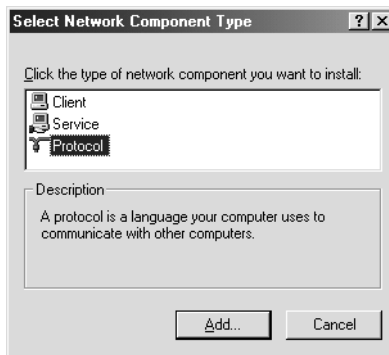 Select Network Component Type
Click the type of network component you want to install:
Client
Service
Protocol
Description
A protocol is a language your computer uses to
communicate with other computers.
Add...
Cancel